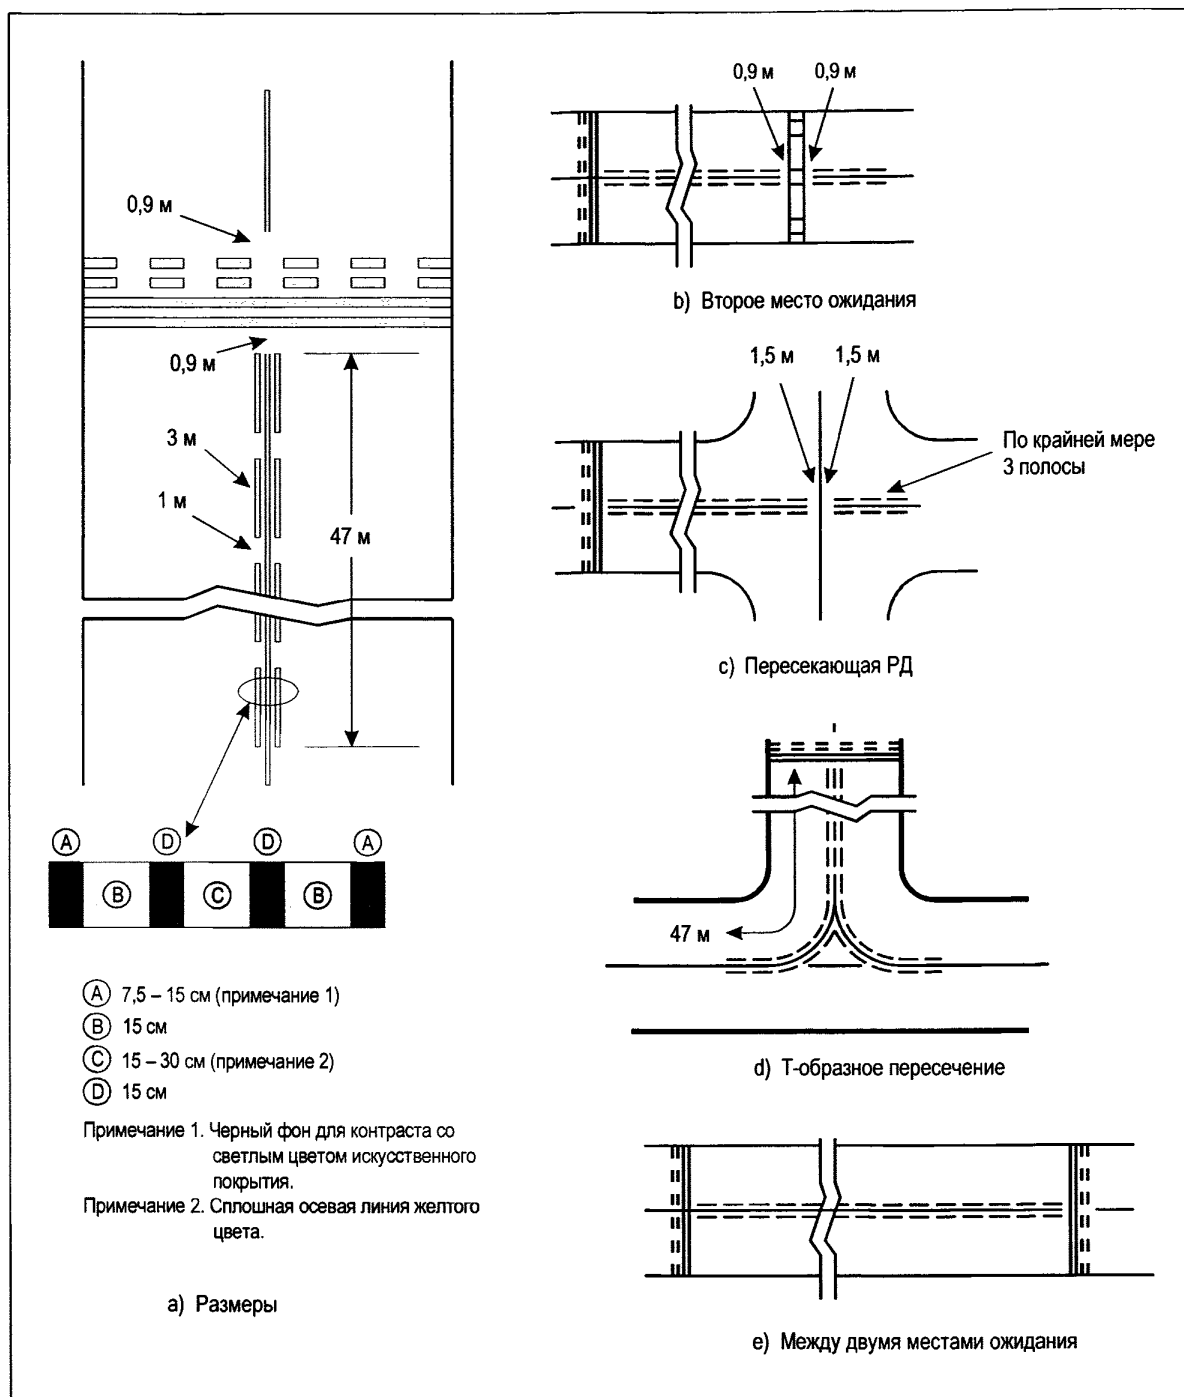 0,9 м
0,9 м
3 м
1 м
47 м
A D D A
B C B
A 7,5 – 15 см (примечание 1)
B 15 см
C 15 – 30 см (примечание 2)
D 15 см
Примечание 1. Черный фон для контраста со
светлым цветом искусственного
покрытия.
Примечание 2. Сплошная осевая линия желтого
цвета.
a) Размеры
0,9 м 0,9 м
b) Второе место ожидания
1,5 м 1,5 м
По крайней мере
3 полосы
c) Пересекающая РД
47 м
d) Т-образное пересечение
e) Между двумя местами ожидания